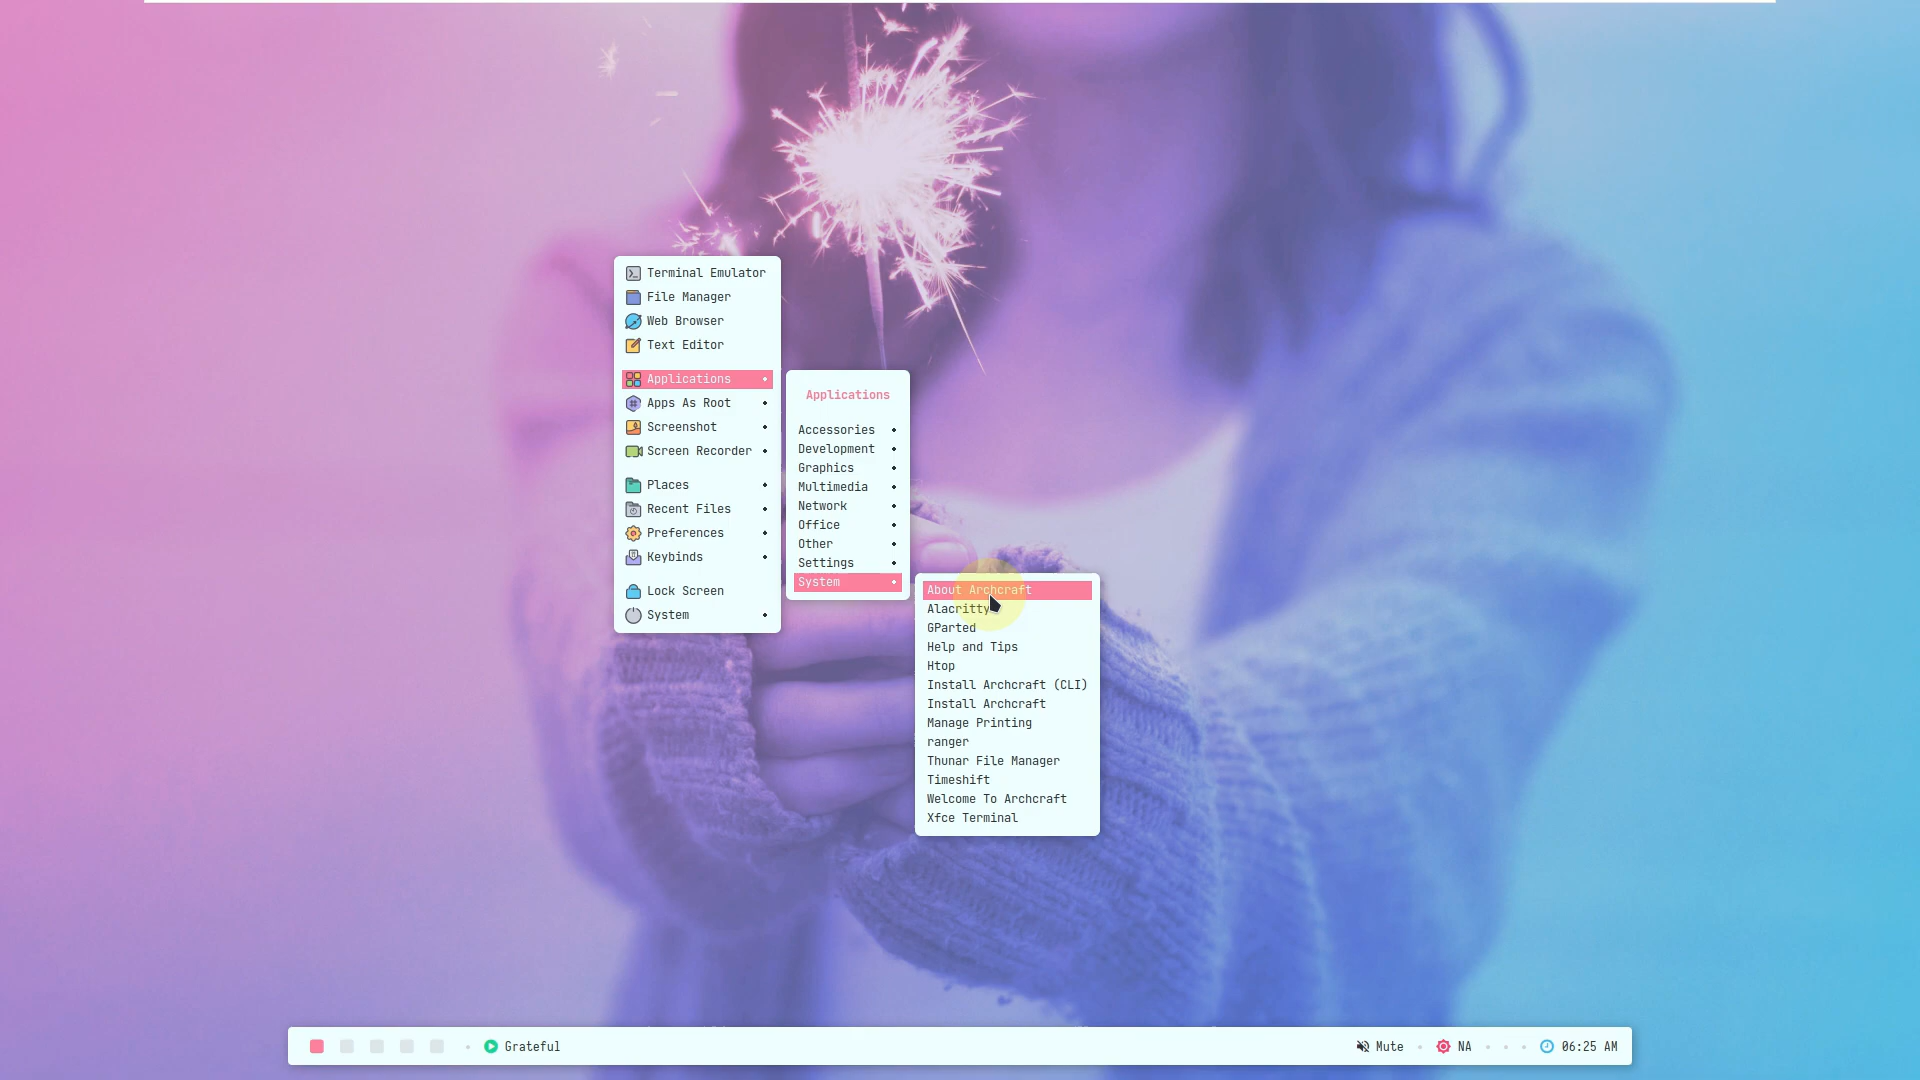 Terminal Emulator
File Manager
Web Browser
Text Editor
Applications
Apps As Root
Screenshot
Screen Recorder
Places
Recent Files
Preferences
Keybinds
Lock Screen
System
Applications
Accessories
Development
Graphics
Multimedia
Network
Office
Other
Settings
System
About Archcraft
Alacritty
GParted
Help and Tips
Htop
Install Archcraft (CLI)
Install Archcraft
Manage Printing
ranger
Thunar File Manager
Timeshift
Welcome To Archcraft
Xfce Terminal
Grateful
Mute
NA
06:25 AM